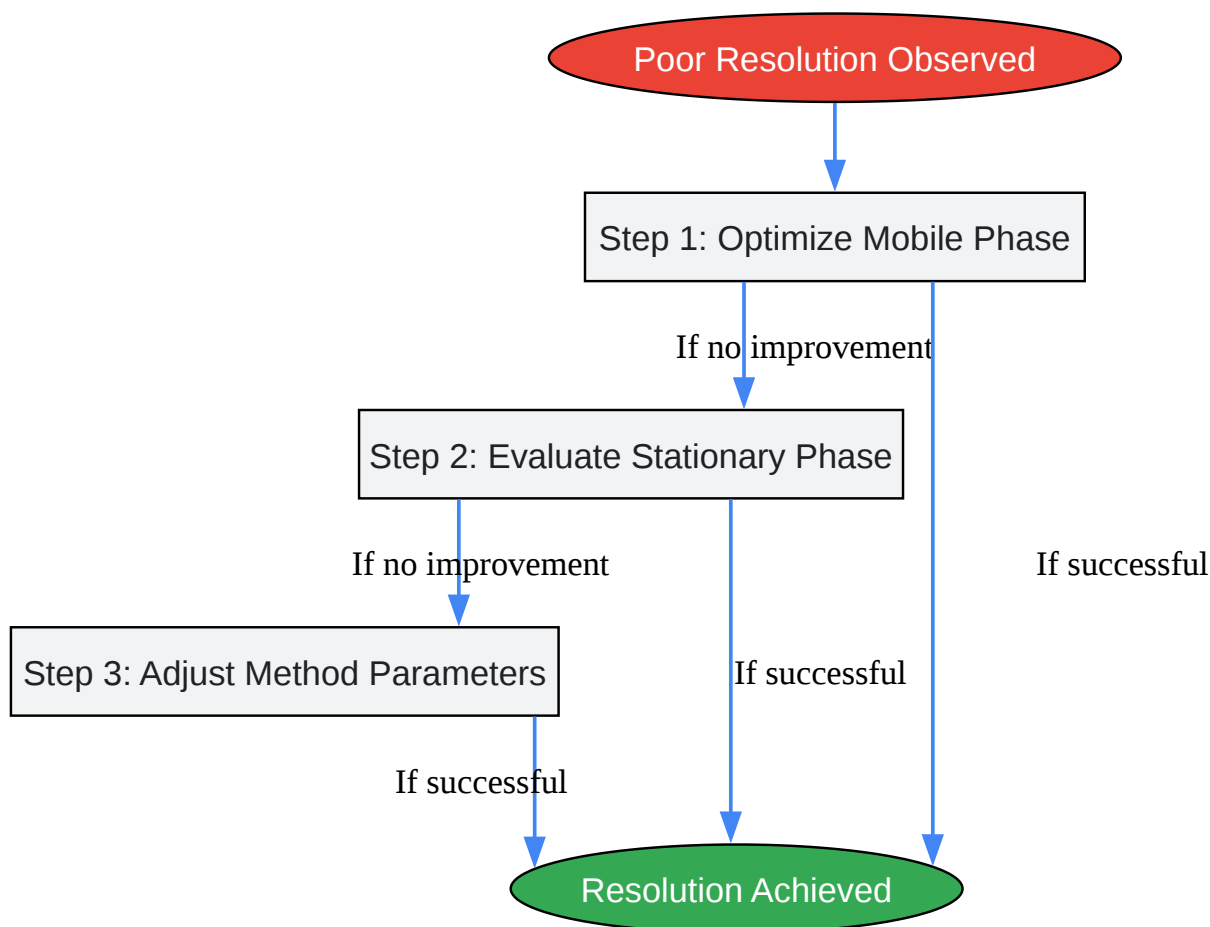 Poor Resolution Observed
Step 1: Optimize Mobile Phase
If no improvement
Step 2: Evaluate Stationary Phase
If no improvement
If successful
Step 3: Adjust Method Parameters
If successful
If successful
Resolution Achieved